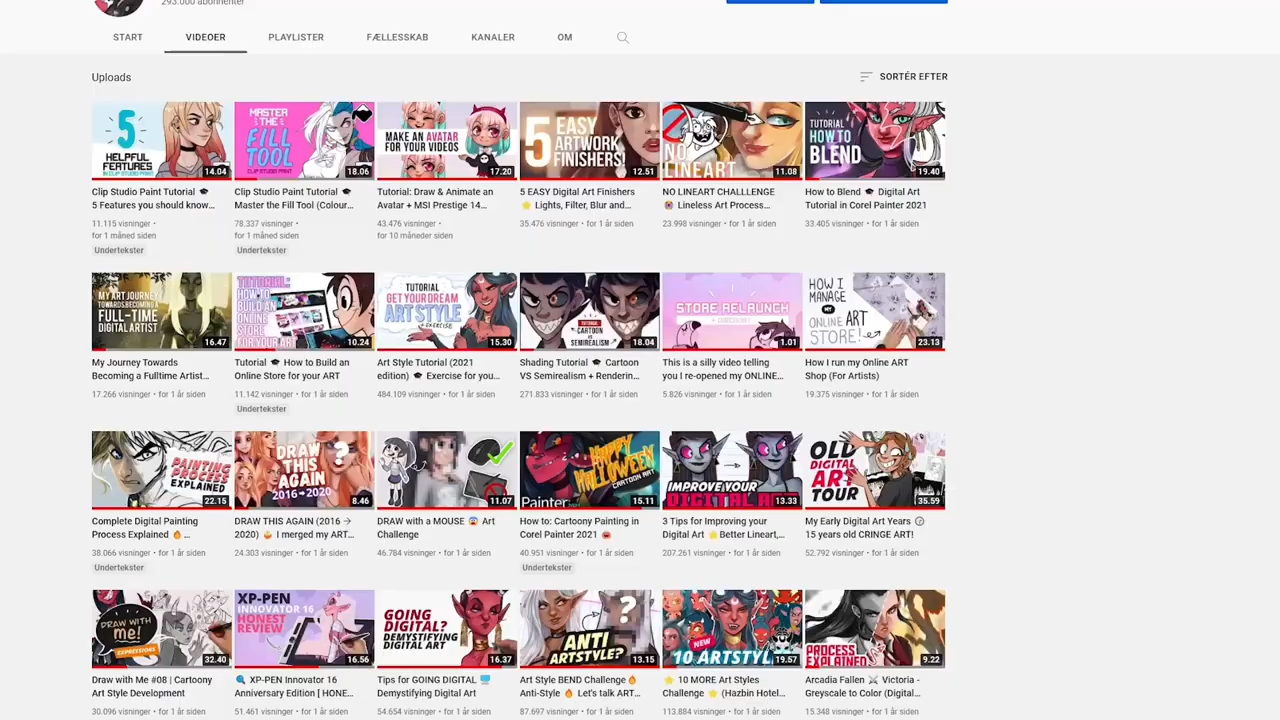 293.000 abonnenter
START VIDEOER PLAYLISTER FÆLLESSKAB KANALER OM
Uploads
SORTÉR EFTER
5
HELPFUL
FEATURES
IN CLIP STUDIO PAINT
14.04
MASTER
THE
FILL
TOOL
18.06
MAKE AN AVATAR
FOR YOUR VIDEOS
17.20
5 EASY
ARTWORK
FINISHERS!
12.51
NO
LINEART
11.08
TUTORIAL
HOW TO
BLEND
19.40
Clip Studio Paint Tutorial 🎓
5 Features you should know...
11.115 visninger •
for 1 måned siden
Undertekster
Clip Studio Paint Tutorial 🎓
Master the Fill Tool (Colour...
78.337 visninger •
for 1 måned siden
Undertekster
Tutorial: Draw & Animate an
Avatar + MSI Prestige 14...
43.476 visninger •
for 10 måneder siden
5 EASY Digital Art Finishers
⭐ Lights, Filter, Blur and...
35.476 visninger • for 1 år siden
NO LINEART CHALLLENGE
😱 Lineless Art Process...
23.998 visninger • for 1 år siden
How to Blend 🎓 Digital Art
Tutorial in Corel Painter 2021
33.405 visninger • for 1 år siden
MY ART JOURNEY
TOWARDS BECOMING A
FULL-TIME
DIGITAL ARTIST
16.47
TUTORIAL:
HOW TO
BUILD AN
ONLINE
STORE
FOR YOUR ART
10.24
TUTORIAL
GET YOUR DREAM
ART STYLE
+ EXERCISE
15.30
TUTORIAL
CARTOON
VS
SEMIREALISM
18.04
STORE RELAUNCH
1.01
HOW I
MANAGE
MY
ONLINE ART
STORE!
23.13
My Journey Towards
Becoming a Fulltime Artist...
17.266 visninger • for 1 år siden
Tutorial 🎓 How to Build an
Online Store for your ART
11.142 visninger • for 1 år siden
Undertekster
Art Style Tutorial (2021
edition) 🎓 Exercise for you...
484.109 visninger • for 1 år siden
Shading Tutorial 🎓 Cartoon
VS Semirealism + Renderin...
271.833 visninger • for 1 år siden
This is a silly video telling
you I re-opened my ONLINE...
5.826 visninger • for 1 år siden
How I run my Online ART
Shop (For Artists)
19.375 visninger • for 1 år siden
PAINTING
PROCESS
EXPLAINED
22.15
DRAW
THIS
AGAIN
2016→2020
?
8.46
11.07
HAPPY
HALLOWEEN
CARTOON ART
Painter
15.11
IMPROVE YOUR
DIGITAL ART
13.33
OLD
DIGITAL
ART
TOUR
35.59
Complete Digital Painting
Process Explained 🔥...
38.066 visninger • for 1 år siden
Undertekster
DRAW THIS AGAIN (2016 →
2020) 🔥 I merged my ART...
24.303 visninger • for 1 år siden
DRAW with a MOUSE 😱 Art
Challenge
46.784 visninger • for 1 år siden
How to: Cartoony Painting in
Corel Painter 2021 👹
40.951 visninger • for 1 år siden
Undertekster
3 Tips for Improving your
Digital Art ⭐Better Lineart,...
207.261 visninger • for 1 år siden
My Early Digital Art Years 😳
15 years old CRINGE ART!
52.792 visninger • for 1 år siden
DRAW WITH
me!
EXPRESSIONS
32.40
XP-PEN
INNOVATOR 16
HONEST
REVIEW
16.56
GOING
DIGITAL?
DEMYSTIFYING
DIGITAL ART
16.37
?
ANTI
ARTSTYLE?
13.15
NEW
10 ARTSTYL
19.57
PROCESS
EXPLAINED
9.22
Draw with Me #08 | Cartoony
Art Style Development
30.096 visninger • for 1 år siden
🔍 XP-PEN Innovator 16
Anniversary Edition [ HONE...
51.461 visninger • for 1 år siden
Tips for GOING DIGITAL 🖥️
Demystifying Digital Art
54.654 visninger • for 1 år siden
Art Style BEND Challenge🔥
Anti-Style 🔥 Let's talk ART...
87.697 visninger • for 1 år siden
⭐ 10 MORE Art Styles
Challenge ⭐ (Hazbin Hotel...
113.884 visninger • for 1 år siden
Arcadia Fallen ⚔️ Victoria -
Greyscale to Color (Digital...
15.348 visninger • for 1 år siden